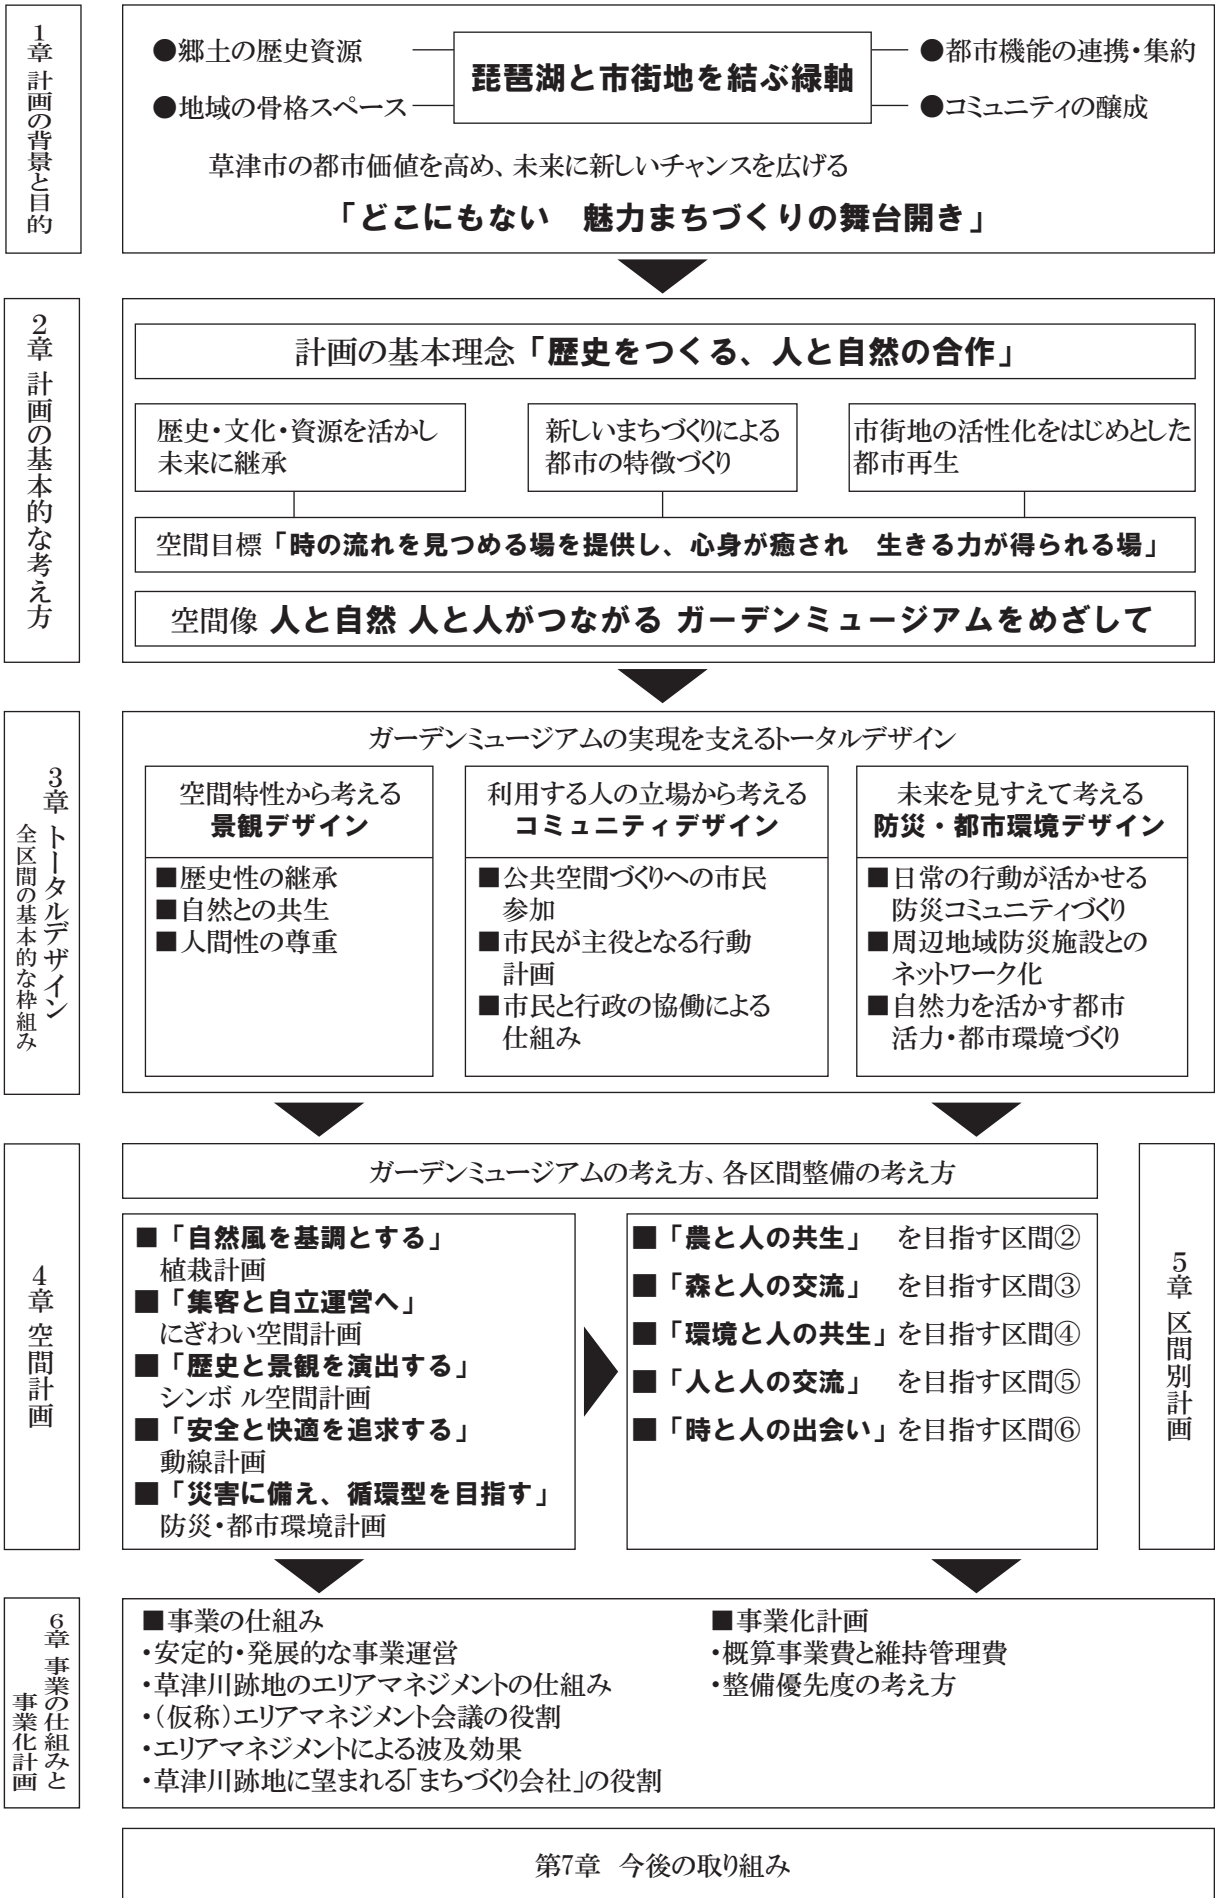 1章 計画の背景と目的
●郷土の歴史資源
●地域の骨格スペース
琵琶湖と市街地を結ぶ緑軸
●都市機能の連携・集約
●コミュニティの醸成
草津市の都市価値を高め、未来に新しいチャンスを広げる
「どこにもない　魅力まちづくりの舞台開き」
2章 計画の基本的な考え方
計画の基本理念「歴史をつくる、人と自然の合作」
歴史・文化・資源を活かし
未来に継承
新しいまちづくりによる
都市の特徴づくり
市街地の活性化をはじめとした
都市再生
空間目標「時の流れを見つめる場を提供し、心身が癒され　生きる力が得られる場」
空間像 人と自然 人と人がつながる ガーデンミュージアムをめざして
3章 トータルデザイン
全区間の基本的な枠組み
ガーデンミュージアムの実現を支えるトータルデザイン
空間特性から考える
景観デザイン
■歴史性の継承
■自然との共生
■人間性の尊重
利用する人の立場から考える
コミュニティデザイン
■公共空間づくりへの市民
参加
■市民が主役となる行動
計画
■市民と行政の協働による
仕組み
未来を見すえて考える
防災・都市環境デザイン
■日常の行動が活かせる
防災コミュニティづくり
■周辺地域防災施設との
ネットワーク化
■自然力を活かす都市
活力・都市環境づくり
4章 空間計画
ガーデンミュージアムの考え方、各区間整備の考え方
■「自然風を基調とする」
植栽計画
■「集客と自立運営へ」
にぎわい空間計画
■「歴史と景観を演出する」
シンボ ル空間計画
■「安全と快適を追求する」
動線計画
■「災害に備え、循環型を目指す」
防災・都市環境計画
■「農と人の共生」　を目指す区間②
■「森と人の交流」　を目指す区間③
■「環境と人の共生」を目指す区間④
■「人と人の交流」　を目指す区間⑤
■「時と人の出会い」を目指す区間⑥
5章 区間別計画
6章 事業の仕組みと
事業化計画
■事業の仕組み
・安定的・発展的な事業運営
・草津川跡地のエリアマネジメントの仕組み
・（仮称）エリアマネジメント会議の役割
・エリアマネジメントによる波及効果
・草津川跡地に望まれる「まちづくり会社」の役割
■事業化計画
・概算事業費と維持管理費
・整備優先度の考え方
第7章 今後の取り組み